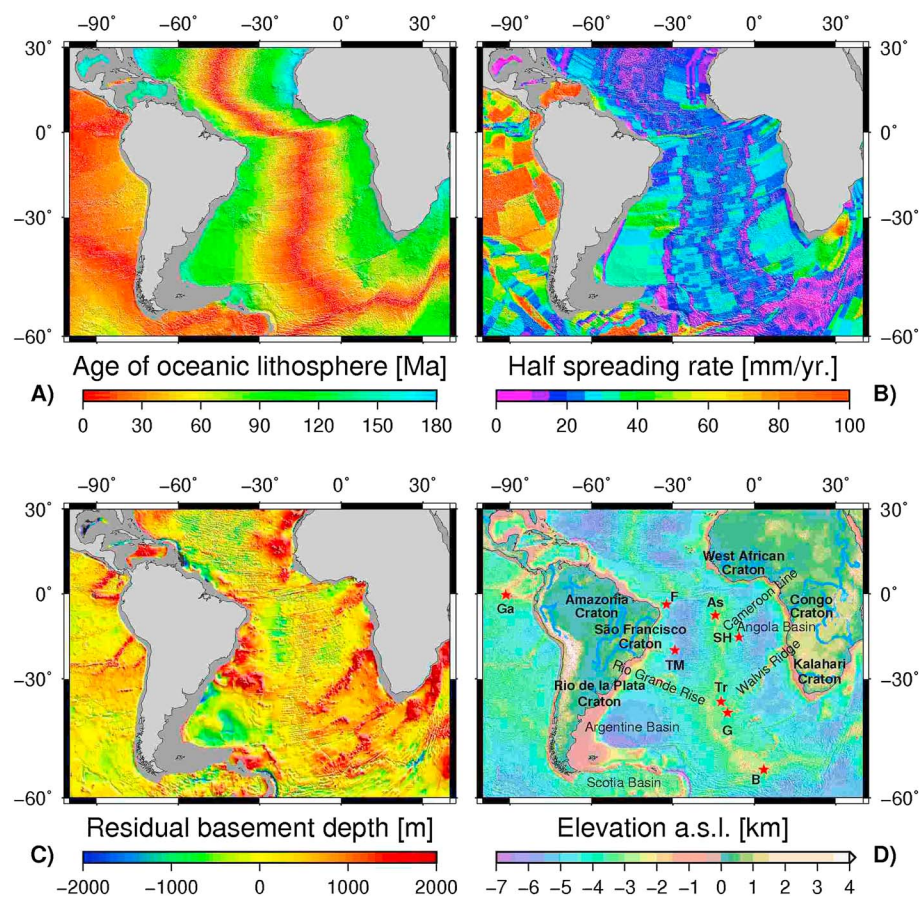 −90° −60° −30° 0° 30°
30°
0°
−30°
−60°
Age of oceanic lithosphere [Ma]
A)
0 30 60 90 120 150 180
−90° −60° −30° 0° 30°
30°
0°
−30°
−60°
Half spreading rate [mm/yr.]
B)
0 20 40 60 80 100
−90° −60° −30° 0° 30°
30°
0°
−30°
−60°
Residual basement depth [m]
C)
−2000 −1000 0 1000 2000
−90° −60° −30° 0° 30°
30°
0°
−30°
−60°
West African
Craton
Cameroon Line
Ga
Amazonia
Craton
F
As
Congo
Craton
São Francisco
Craton
SH
Angola Basin
TM
Walvis Ridge
Kalahari
Craton
Rio Grande Rise
Rio de la Plata
Craton
Tr
Argentine Basin
G
Scotia Basin
B
Elevation a.s.l. [km]
D)
−7 −6 −5 −4 −3 −2 −1 0 1 2 3 4